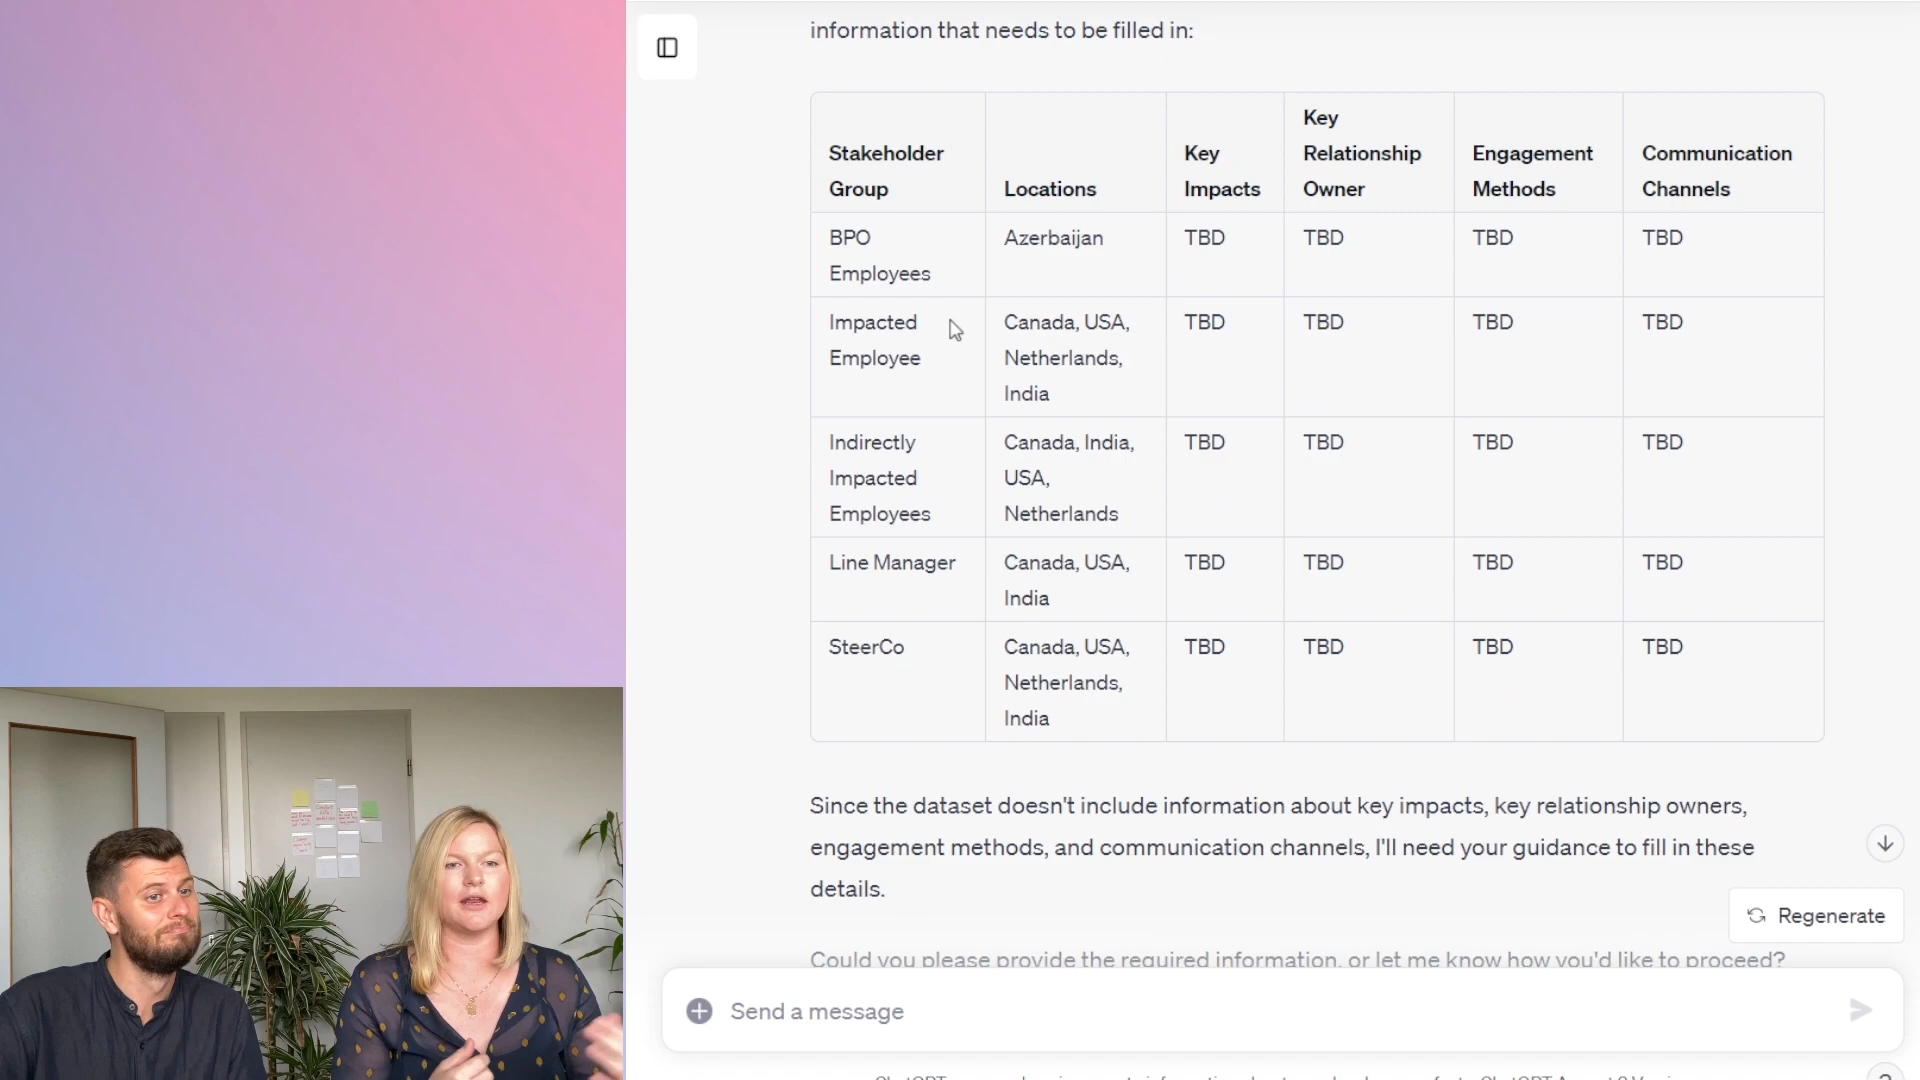 information that needs to be filled in:
Stakeholder
Group
Locations
Key
Impacts
Key
Relationship
Owner
Engagement
Methods
Communication
Channels
BPO
Employees
Azerbaijan
TBD
TBD
TBD
TBD
Impacted
Employee
Canada, USA,
Netherlands,
India
TBD
TBD
TBD
TBD
Indirectly
Impacted
Employees
Canada, India,
USA,
Netherlands
TBD
TBD
TBD
TBD
Line Manager
Canada, USA,
India
TBD
TBD
TBD
TBD
SteerCo
Canada, USA,
Netherlands,
India
TBD
TBD
TBD
TBD
Since the dataset doesn't include information about key impacts, key relationship owners,
engagement methods, and communication channels, I'll need your guidance to fill in these
details.
Regenerate
Could you please provide the required information, or let me know how you'd like to proceed?
Send a message